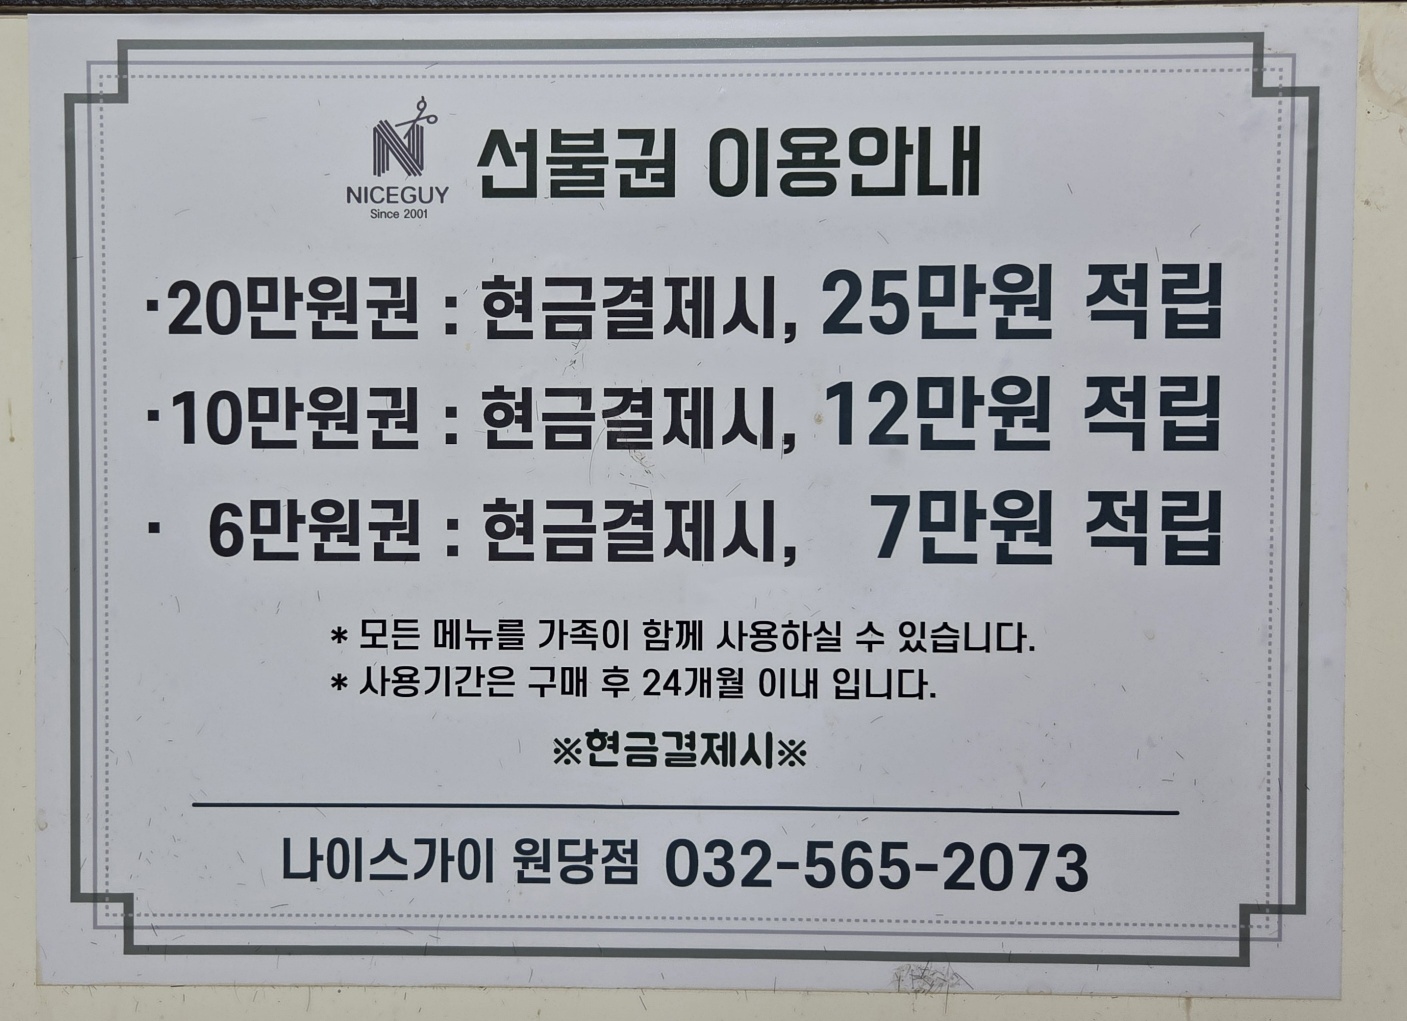 NICEGUY
Since 2001
선불권 이용안내
·20만원권 : 현금결제시, 25만원 적립
·10만원권 : 현금결제시, 12만원 적립
· 6만원권 : 현금결제시, 7만원 적립
* 모든 메뉴를 가족이 함께 사용하실 수 있습니다.
* 사용기간은 구매 후 24개월 이내 입니다.
※현금결제시※
나이스가이 원당점 032-565-2073